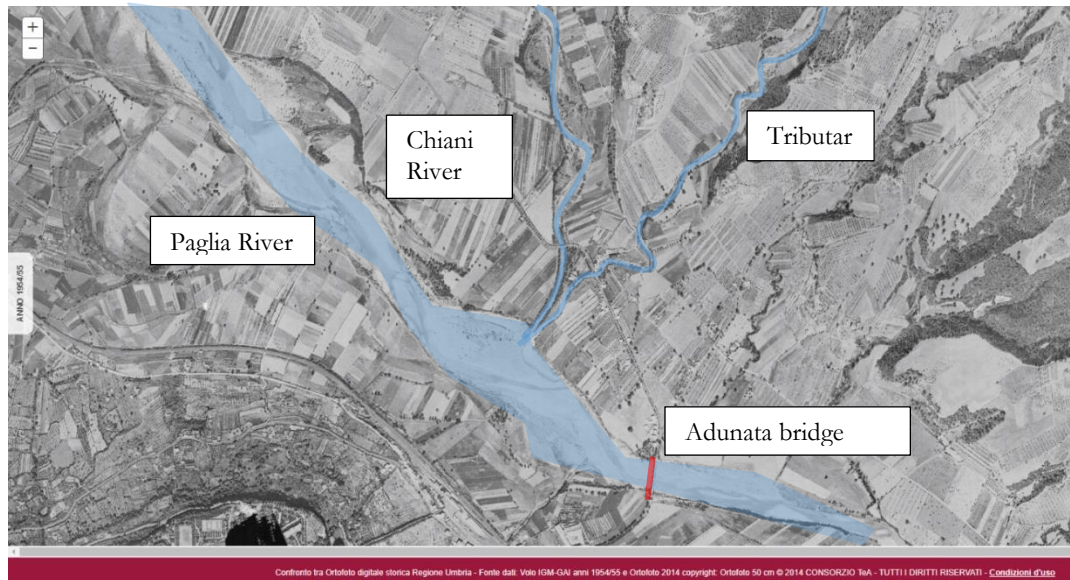 +
−
Chiani
River
Tributar
Paglia River
ANNO 1954/55
Adunata bridge
Confronto tra Ortofoto digitale storica Regione Umbria - Fonte dati: Volo IGM-GAI anni 1954/55 e Ortofoto 2014 copyright: Ortofoto 50 cm © 2014 CONSORZIO TeA - TUTTI I DIRITTI RISERVATI - Condizioni d'uso